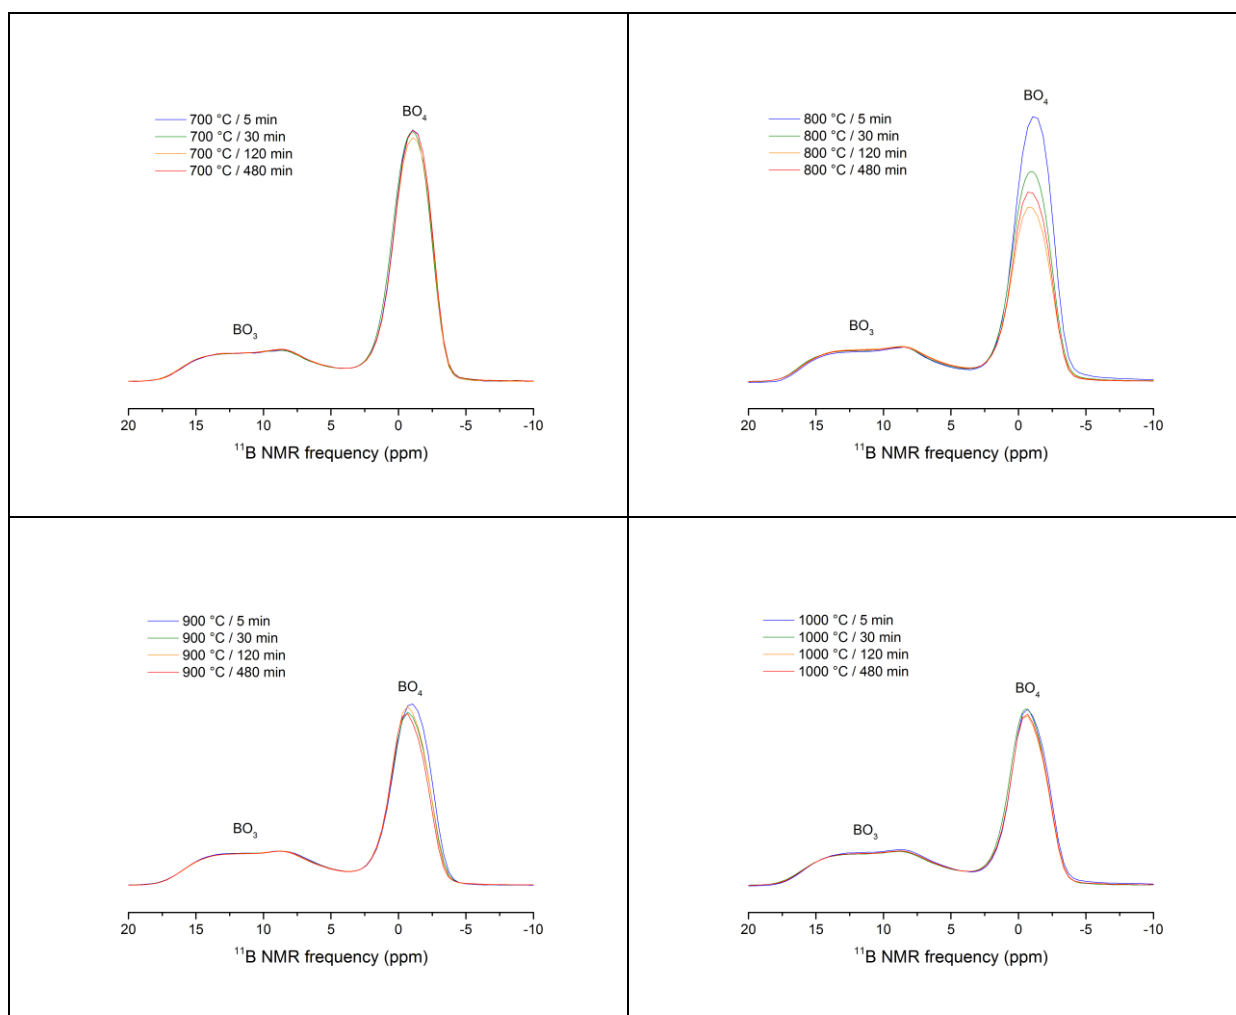 BO4
700 °C / 5 min
700 °C / 30 min
700 °C / 120 min
700 °C / 480 min
BO3
20 15 10 5 0 -5 -10
11B NMR frequency (ppm)
BO4
800 °C / 5 min
800 °C / 30 min
800 °C / 120 min
800 °C / 480 min
BO3
20 15 10 5 0 -5 -10
11B NMR frequency (ppm)
900 °C / 5 min
900 °C / 30 min
900 °C / 120 min
900 °C / 480 min
BO4
BO3
20 15 10 5 0 -5 -10
11B NMR frequency (ppm)
1000 °C / 5 min
1000 °C / 30 min
1000 °C / 120 min
1000 °C / 480 min
BO4
BO3
20 15 10 5 0 -5 -10
11B NMR frequency (ppm)